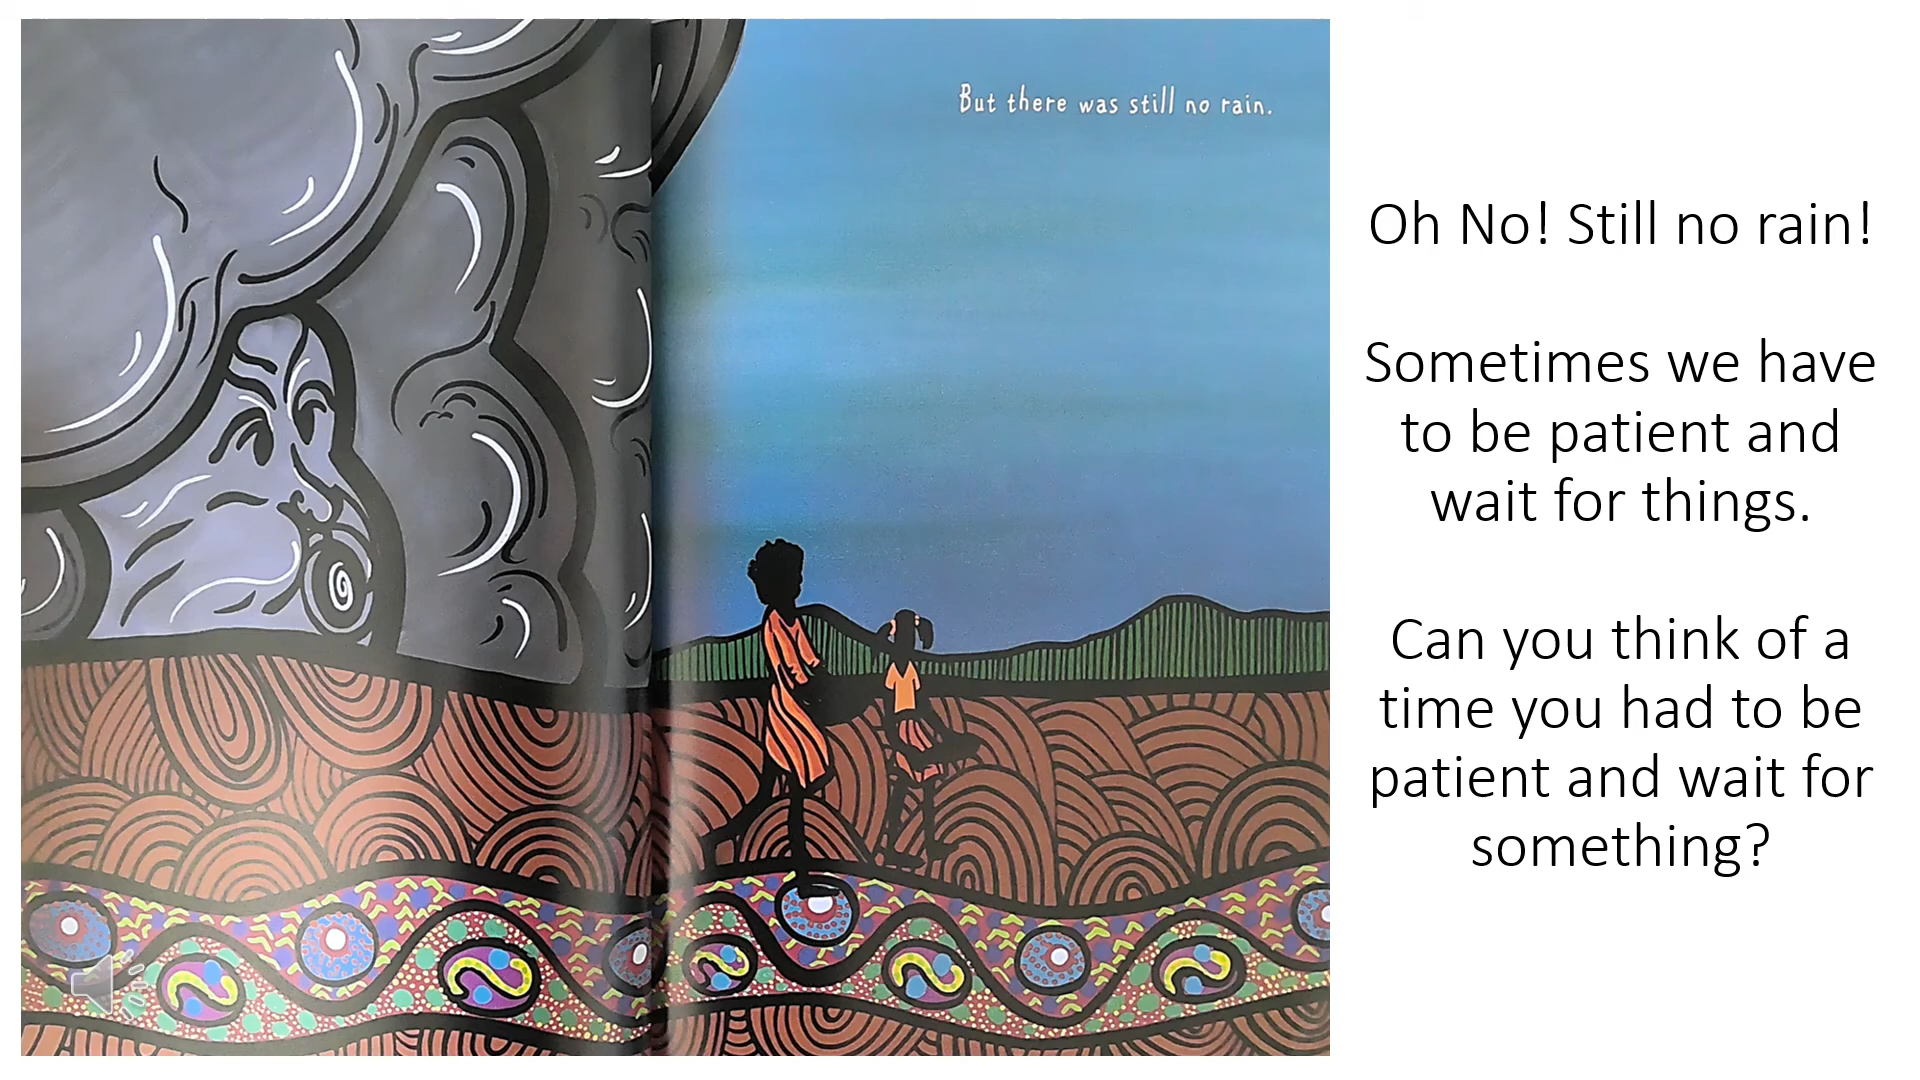 But there was still no rain.
Oh No! Still no rain!
Sometimes we have
to be patient and
wait for things.
Can you think of a
time you had to be
patient and wait for
something?